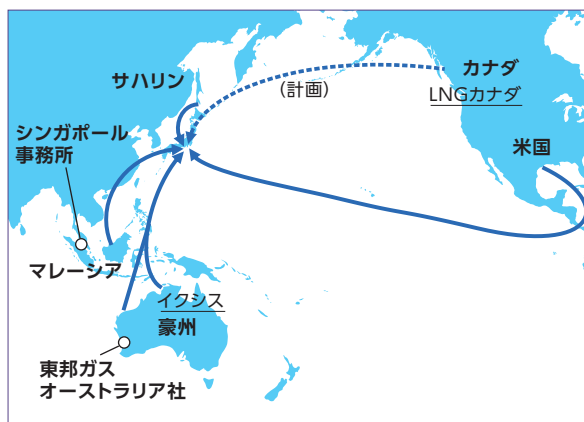 サハリン
(計画)
カナダ
LNGカナダ
シンガポール
事務所
米国
マレーシア
イクシス
豪州
東邦ガス
オーストラリア社